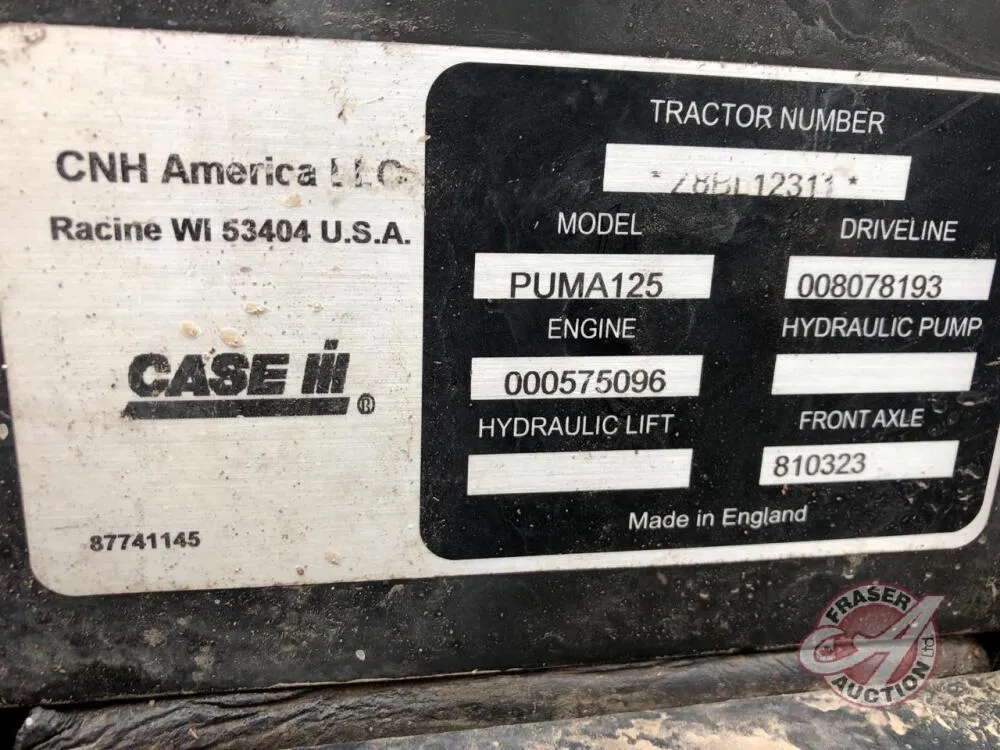 CNH America LLC
Racine WI 53404 U.S.A.
CASE IH ®
87741145
TRACTOR NUMBER
MODEL
PUMA125
DRIVELINE
008078193
ENGINE
000575096
HYDRAULIC PUMP
HYDRAULIC LIFT
FRONT AXLE
810323
Made in England
FRASER
AUCTION